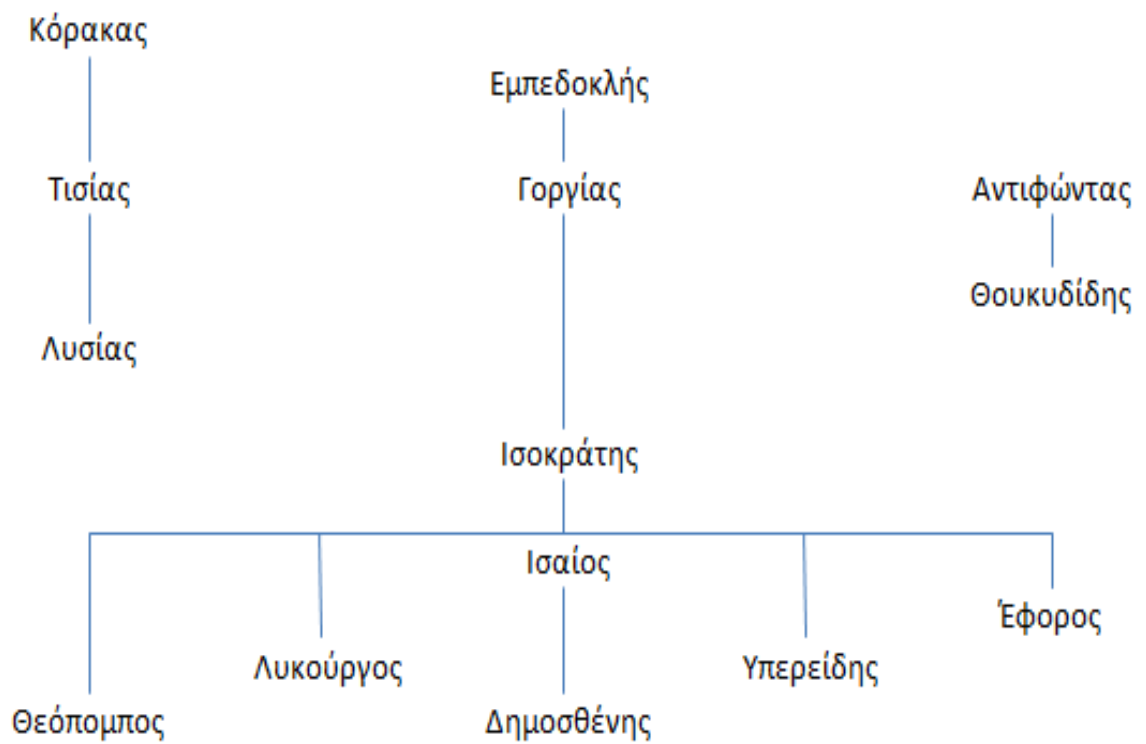 Κόρακας
Εμπεδοκλής
Τισίας
Γοργίας
Αντιφώντας
Θουκυδίδης
Λυσίας
Ισοκράτης
Ισαίος
Έφορος
Λυκούργος
Υπερείδης
Θεόπομπος
Δημοσθένης